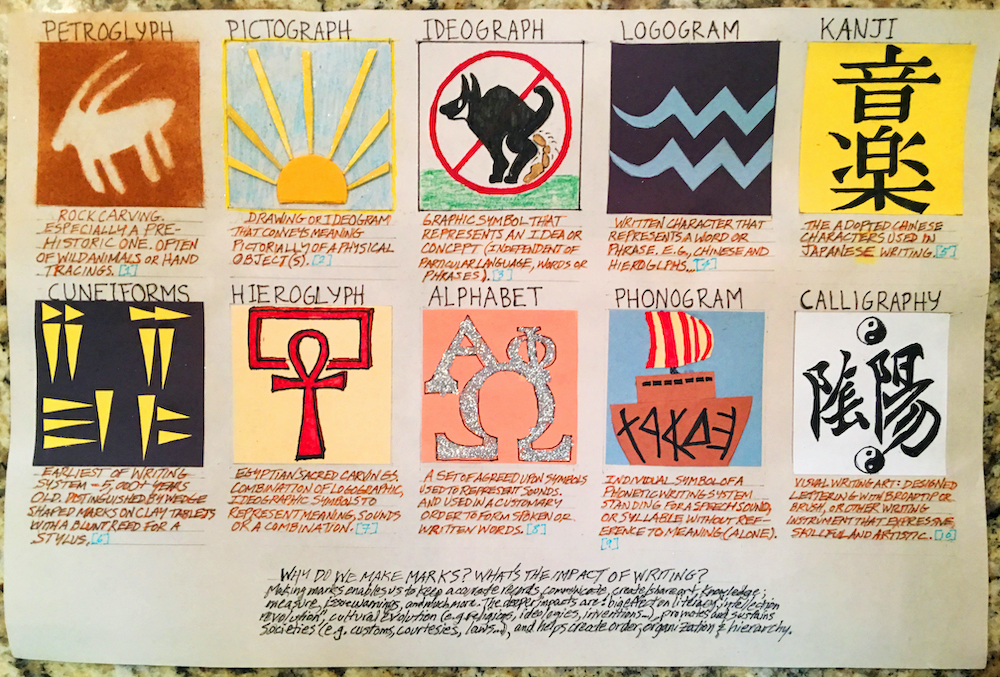 PETROGLYPH
ROCK CARVING.
ESPECIALLY A PRE-
HISTORIC ONE. OFTEN
OF WILD ANIMALS OR HAND
TRACINGS. [1]
PICTOGRAPH
DRAWING OR IDEOGRAM
THAT CONVEYS MEANING
PICTORIALLY OF A PHYSICAL
OBJECT(S). [2]
IDEOGRAPH
GRAPHIC SYMBOL THAT
REPRESENTS AN IDEA OR
CONCEPT (INDEPENDENT OF
PARTICULAR LANGUAGE, WORDS OR
PHRASES). [3]
LOGOGRAM
WRITTEN CHARACTER THAT
REPRESENTS A WORD OR
PHRASE. E.G., CHINESE AND
HIEROGLPHS. [4]
KANJI
音
楽
THE ADOPTED CHINESE
CHARACTERS USED IN
JAPANESE WRITING. [5]
CUNEIFORMS
EARLIEST OF WRITING
SYSTEM - 5,000+ YEARS
OLD. DISTINGUISHED BY WEDGE
SHAPED MARKS ON CLAY TABLETS
WITH A BLUNT REED FOR A
STYLUS. [6]
HIEROGLYPH
EGYPTIAN SACRED CARVINGS.
COMBINATION OF LOGOGRAPHIC,
IDEOGRAPHIC SYMBOLS TO
REPRESENT MEANING, SOUNDS
OR A COMBINATION. [7]
ALPHABET
Α Φ
Ω
A SET OF AGREED UPON SYMBOLS
USED TO REPRESENT SOUNDS,
AND USED IN A CUSTOMARY
ORDER TO FORM SPOKEN OR
WRITTEN WORDS. [8]
PHONOGRAM
INDIVIDUAL SYMBOL OF A
PHONETIC WRITING SYSTEM
STANDING FOR A SPEECH SOUND,
OR SYLLABLE WITHOUT REF-
ERENCE TO MEANING (ALONE).
[9]
CALLIGRAPHY
陰陽
VISUAL WRITING ART: DESIGNED
LETTERING WITH BROAD TIP OR
BRUSH, OR OTHER WRITING
INSTRUMENT THAT EXPRESSIVE,
SKILLFUL AND ARTISTIC. [10]
WHY DO WE MAKE MARKS? WHAT'S THE IMPACT OF WRITING?
Making marks enables us to keep accurate records, communicate, create/share art, knowledge;
measure, issue warnings, and much more. The deeper impacts are: big effect on literacy,
revolution, cultural evolution (e.g. religions, ideologies, inventions...), promotes and sustains
societies (e.g. customs, courtesies, laws...), and helps create order, organization & hierarchy.